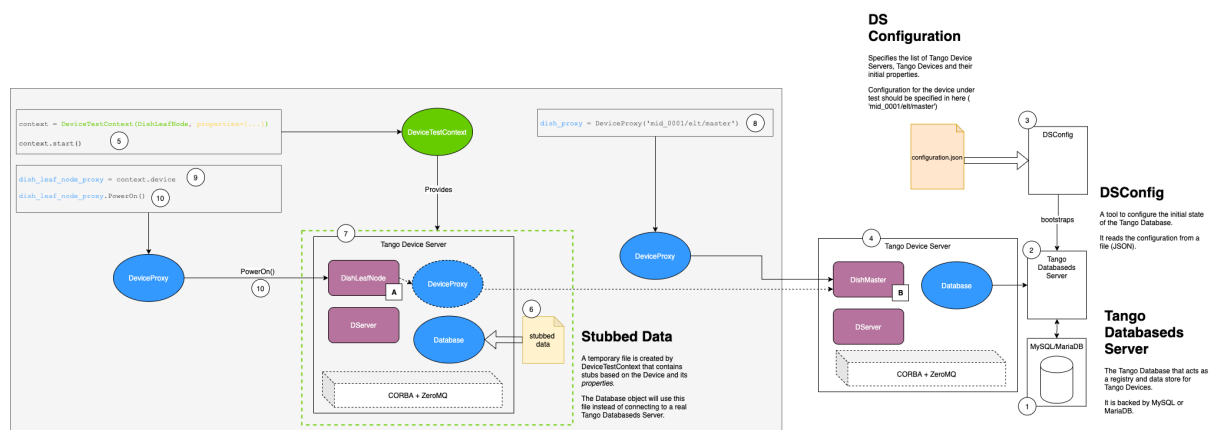 DS
Configuration
Specifies the list of Tango Device
Servers, Tango Devices and their
initial properties.
Configuration for the device under
test should be specified in here (
'mid_0001/elt/master')
context = DeviceTestContext(DishLeafNode, properties={...})
context.start()
5
DeviceTestContext
dish_proxy = DeviceProxy('mid_0001/elt/master')
8
3
DSConfig
configuration.json
dish_leaf_node_proxy = context.device
9
dish_leaf_node_proxy.PowerOn()
10
Provides
DSConfig
A tool to configure the initial state
of the Tango Database.
It reads the configuration from a
file (JSON).
bootstraps
7
Tango Device Server
4
Tango Device Server
2
Tango
Databaseds
Server
DeviceProxy
PowerOn()
10
DishLeafNode
A
DeviceProxy
DeviceProxy
DishMaster
B
Database
DServer
Database
6
stubbed
data
DServer
CORBA + ZeroMQ
Stubbed Data
A temporary file is created by
DeviceTestContext that contains
stubs based on the Device and its
properties.
The Database object will use this
file instead of connecting to a real
Tango Databaseds Server.
CORBA + ZeroMQ
MySQL/MariaDB
1
Tango
Databaseds
Server
The Tango Database that acts as
a registry and data store for
Tango Devices.
It is backed by MySQL or
MariaDB.